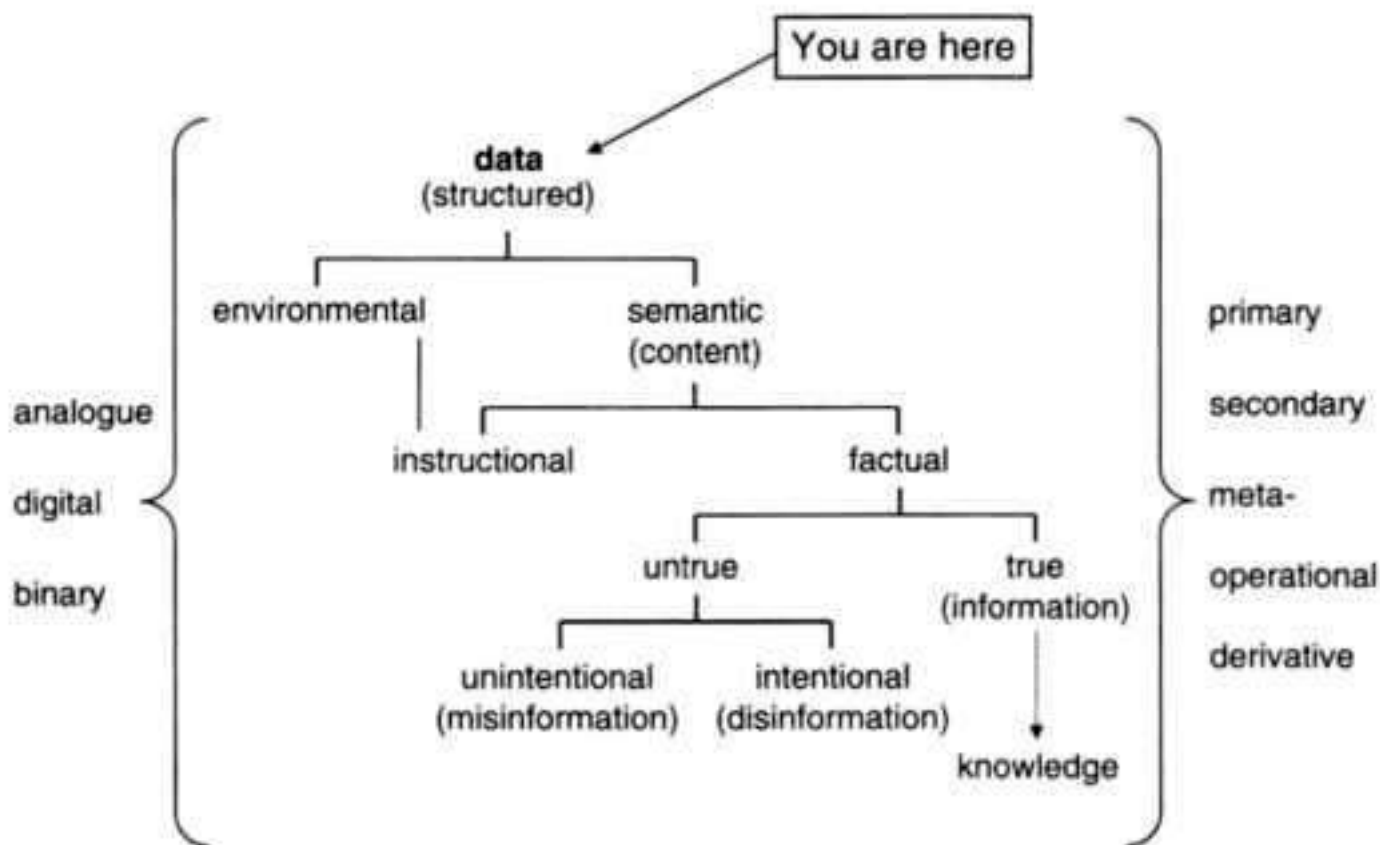 You are here
data
(structured)
environmental
semantic
(content)
primary
analogue
secondary
instructional
factual
digital
meta-
untrue
true
(information)
binary
operational
unintentional
(misinformation)
intentional
(disinformation)
derivative
knowledge